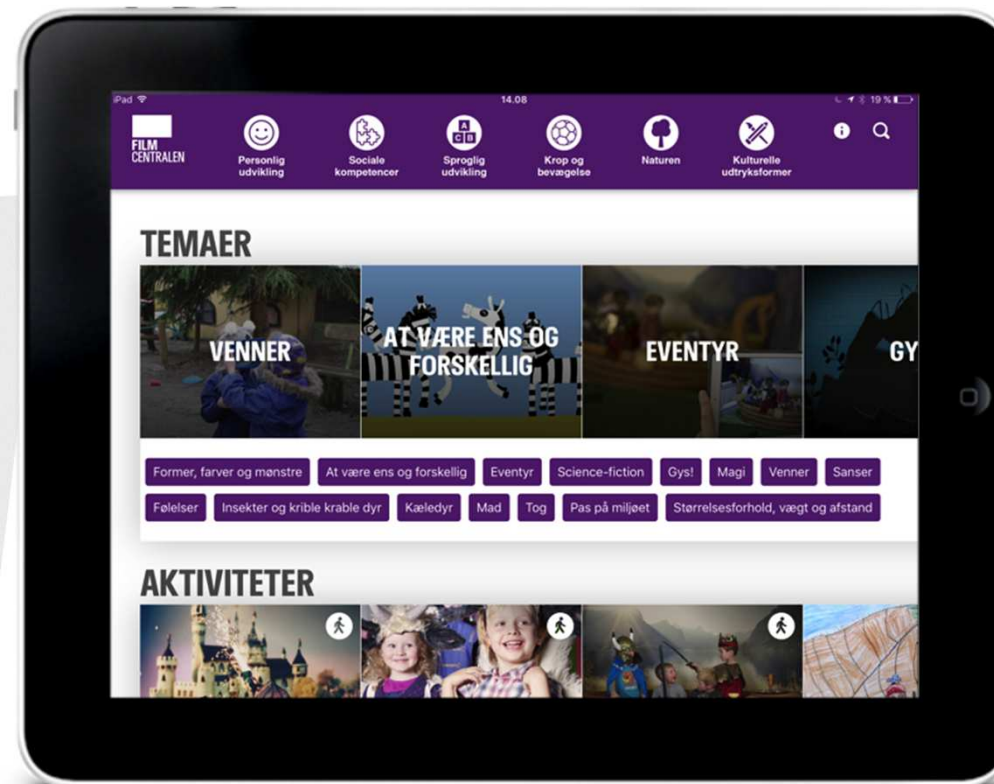 iPad 14.08 19 %
FILM
CENTRALEN
Personlig
udvikling
Sociale
kompetencer
A
C B
Sproglig
udvikling
Krop og
bevægelse
Naturen
Kulturelle
udtryksformer
i
TEMAER
VENNER
AT VÆRE ENS OG
FORSKELLIG
EVENTYR
GY
Former, farver og mønstre At være ens og forskellig Eventyr Science-fiction Gys! Magi Venner Sanser
Følelser Insekter og krible krable dyr Kæledyr Mad Tog Pas på miljøet Størrelsesforhold, vægt og afstand
AKTIVITETER